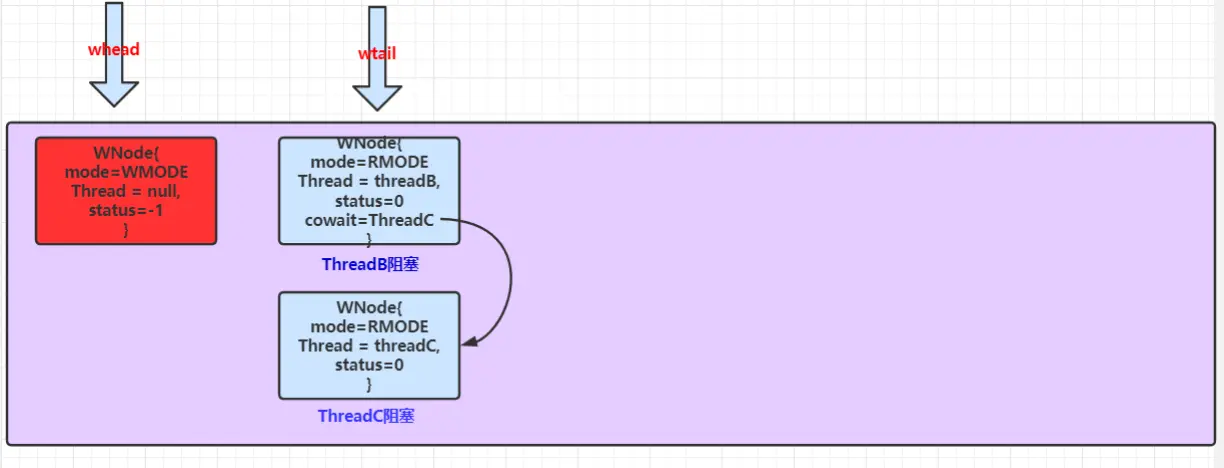 whead
wtail
WNode{
mode=WMODE
Thread = null,
status=-1
}
WNode{
mode=RMODE
Thread = threadB,
status=0
cowait=ThreadC
}
ThreadB阻塞
WNode{
mode=RMODE
Thread = threadC,
status=0
}
ThreadC阻塞